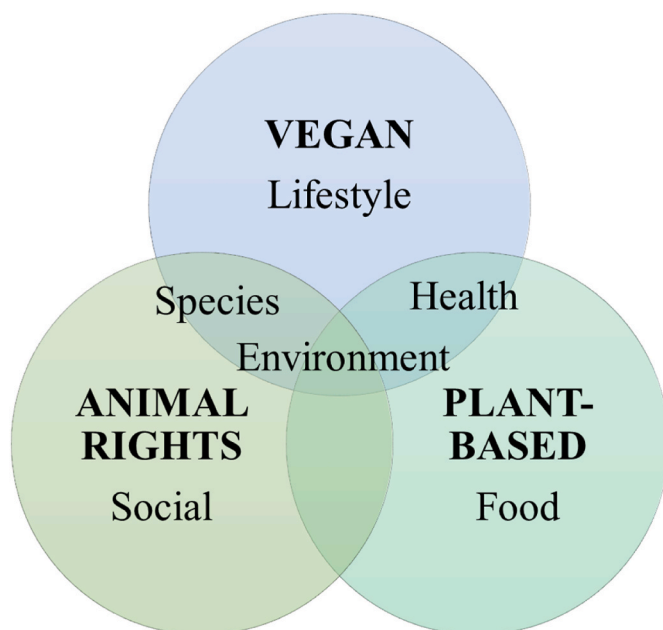 VEGAN
Lifestyle
Species
Health
Environment
ANIMAL
RIGHTS
Social
PLANT-
BASED
Food